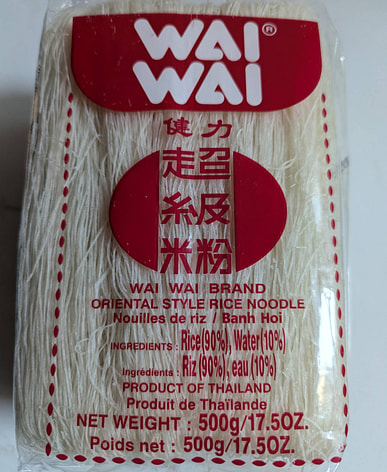 WAI®
WAI
健力
超級
米粉
WAI WAI BRAND
ORIENTAL STYLE RICE NOODLE
Nouilles de riz / Banh Hoi
INGREDIENTS : Rice(90%), Water(10%)
Ingrédients : Riz (90%), eau (10%)
PRODUCT OF THAILAND
Produit de Thaïlande
NET WEIGHT : 500g/17.5OZ.
Poids net : 500g/17.5OZ.